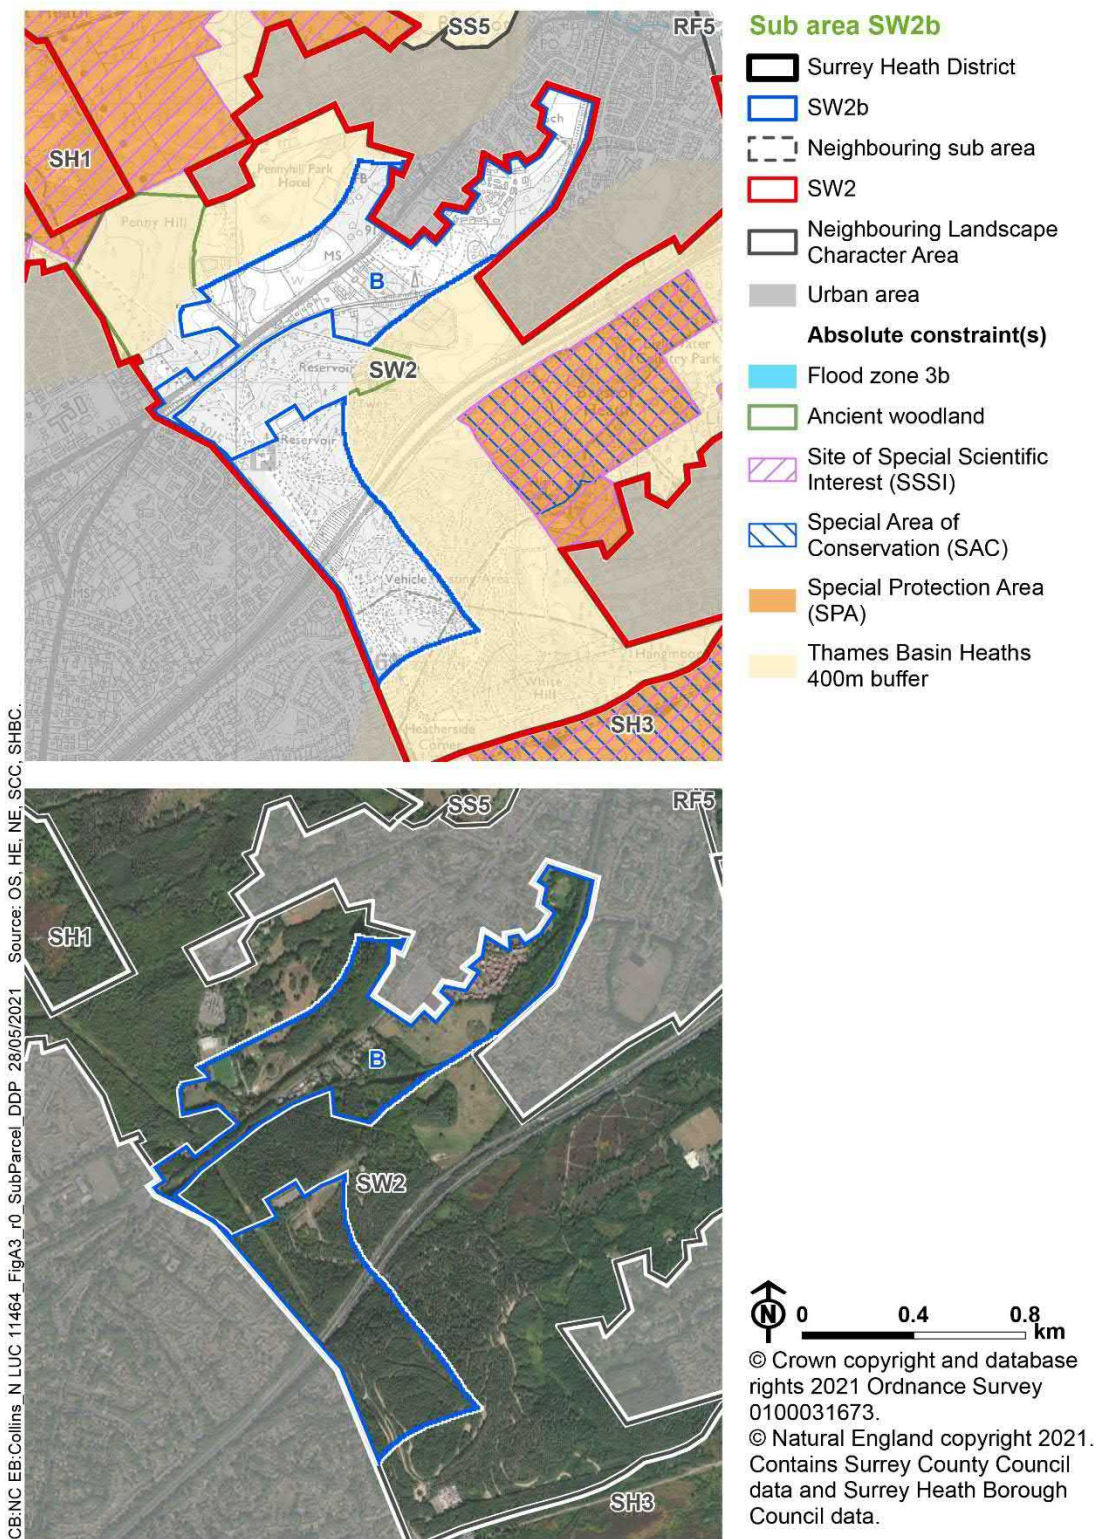 SS5
RF5
SH1
Pennyhill Park
Hotel
Penny Hill
MS
B
Reservoir
SW2
Reservoir
Country Park
Vehicle Testing Area
White
Hill
Heatherside
Corner
SH3
MS
Sub area SW2b
Surrey Heath District
SW2b
Neighbouring sub area
SW2
Neighbouring Landscape
Character Area
Urban area
Absolute constraint(s)
Flood zone 3b
Ancient woodland
Site of Special Scientific
Interest (SSSI)
Special Area of
Conservation (SAC)
Special Protection Area
(SPA)
Thames Basin Heaths
400m buffer
CB:NC EB:Collins_N LUC 11464_FigA3_r0_SubParcel_DDP 28/05/2021 Source: OS, HE, NE, SCC, SHBC.
SS5
RF5
SH1
B
SW2
SH3
N
0 0.4 0.8
km
© Crown copyright and database
rights 2021 Ordnance Survey
0100031673.
© Natural England copyright 2021.
Contains Surrey County Council
data and Surrey Heath Borough
Council data.